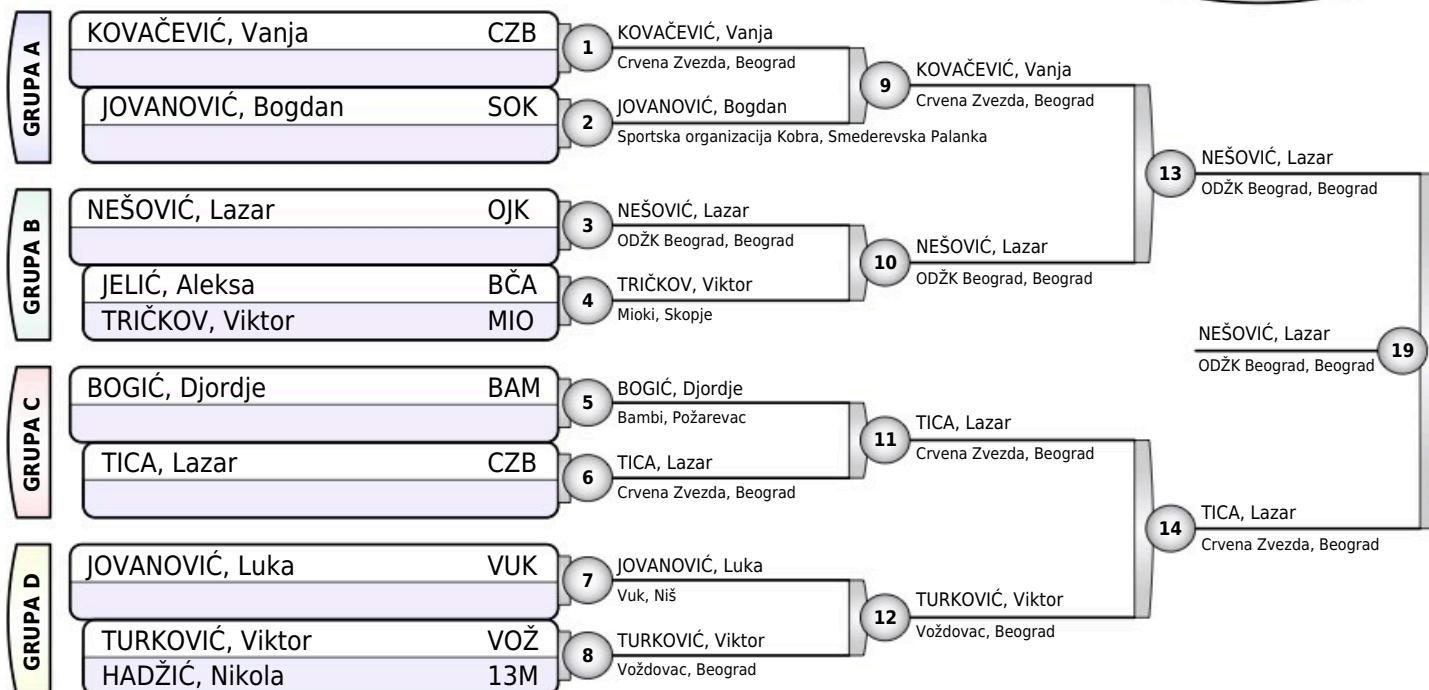 GRUPA A
KOVAČEVIĆ, Vanja CZB
JOVANOVIĆ, Bogdan SOK
GRUPA B
NEŠOVIĆ, Lazar OJK
JELIĆ, Aleksa BČA
TRIČKOV, Viktor MIO
GRUPA C
BOGIĆ, Djordje BAM
TICA, Lazar CZB
GRUPA D
JOVANOVIĆ, Luka VUK
TURKOVIĆ, Viktor VOŽ
HADŽIĆ, Nikola 13M
1
KOVAČEVIĆ, Vanja
Crvena Zvezda, Beograd
2
JOVANOVIĆ, Bogdan
Sportska organizacija Kobra, Smederevska Palanka
3
NEŠOVIĆ, Lazar
ODŽK Beograd, Beograd
4
TRIČKOV, Viktor
Mioki, Skopje
5
BOGIĆ, Djordje
Bambi, Požarevac
6
TICA, Lazar
Crvena Zvezda, Beograd
7
JOVANOVIĆ, Luka
Vuk, Niš
8
TURKOVIĆ, Viktor
Voždovac, Beograd
9
KOVAČEVIĆ, Vanja
Crvena Zvezda, Beograd
10
NEŠOVIĆ, Lazar
ODŽK Beograd, Beograd
11
TICA, Lazar
Crvena Zvezda, Beograd
12
TURKOVIĆ, Viktor
Voždovac, Beograd
13
NEŠOVIĆ, Lazar
ODŽK Beograd, Beograd
14
TICA, Lazar
Crvena Zvezda, Beograd
NEŠOVIĆ, Lazar
ODŽK Beograd, Beograd
19